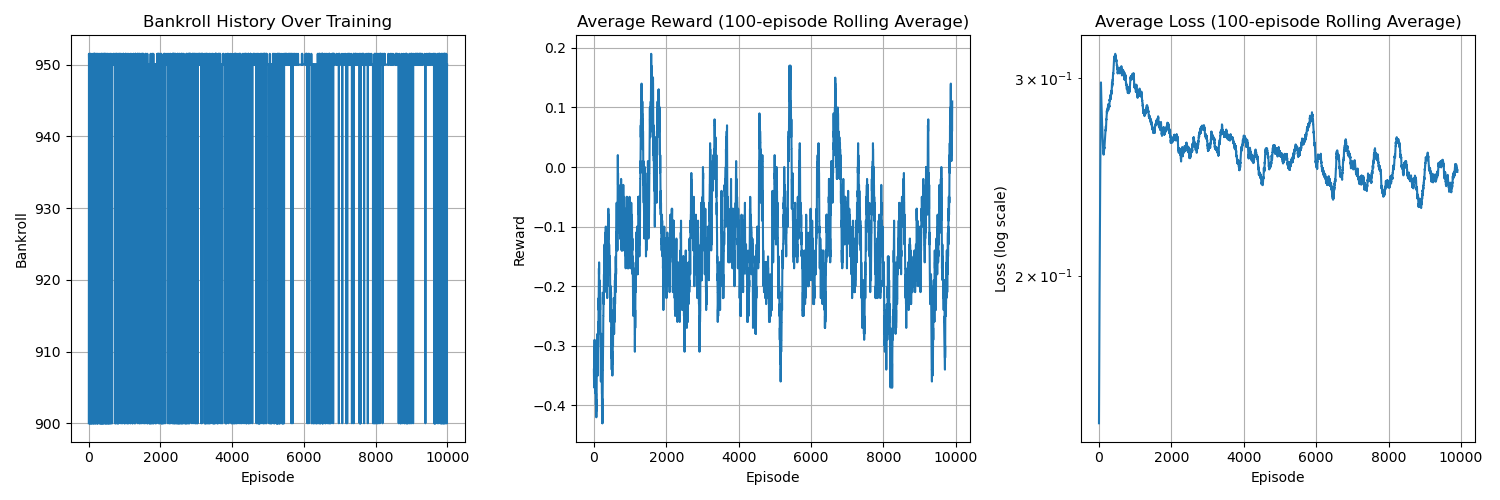 Bankroll History Over Training
950
940
930
920
910
900
Bankroll
0 2000 4000 6000 8000 10000
Episode
Average Reward (100-episode Rolling Average)
0.2
0.1
0.0
−0.1
−0.2
−0.3
−0.4
Reward
0 2000 4000 6000 8000 10000
Episode
Average Loss (100-episode Rolling Average)
3 × 10⁻¹
2 × 10⁻¹
Loss (log scale)
0 2000 4000 6000 8000 10000
Episode